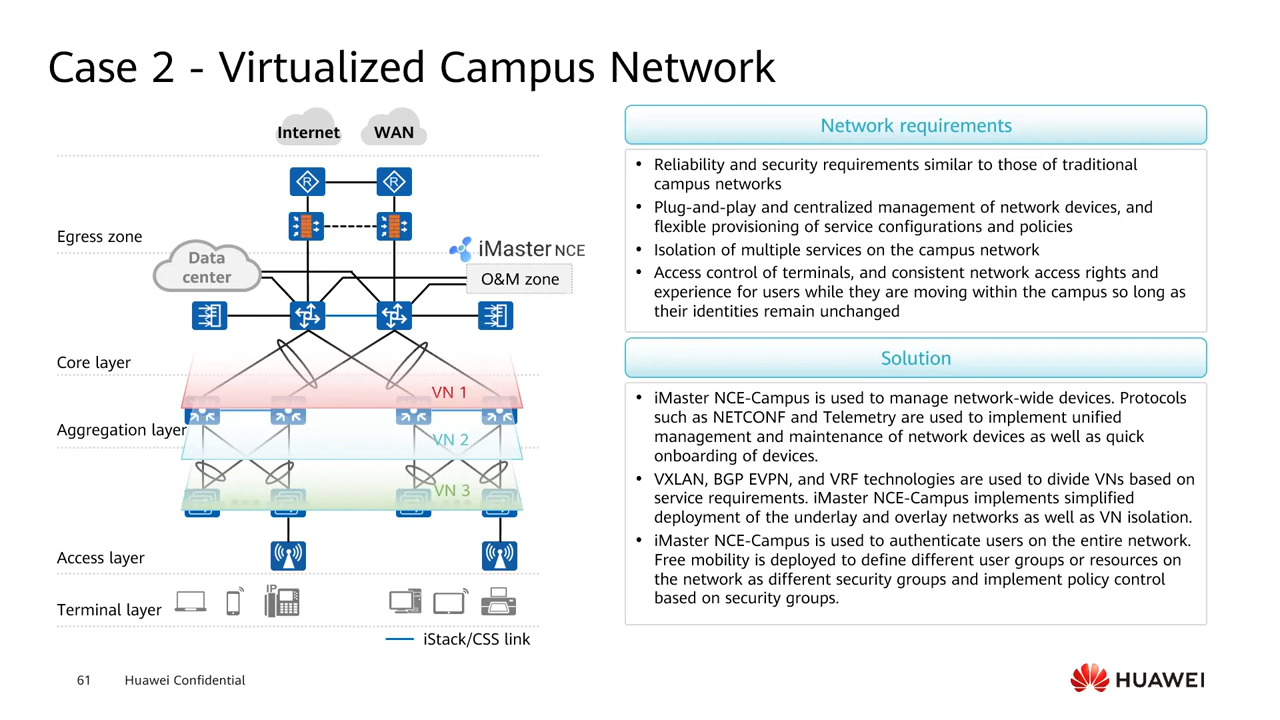 Case 2 - Virtualized Campus Network
Internet
WAN
Egress zone
Data
center
iMaster NCE
O&M zone
Core layer
VN 1
Aggregation layer
VN 2
VN 3
Access layer
Terminal layer
IP
iStack/CSS link
Network requirements
• Reliability and security requirements similar to those of traditional
campus networks
• Plug-and-play and centralized management of network devices, and
flexible provisioning of service configurations and policies
• Isolation of multiple services on the campus network
• Access control of terminals, and consistent network access rights and
experience for users while they are moving within the campus so long as
their identities remain unchanged
Solution
• iMaster NCE-Campus is used to manage network-wide devices. Protocols
such as NETCONF and Telemetry are used to implement unified
management and maintenance of network devices as well as quick
onboarding of devices.
• VXLAN, BGP EVPN, and VRF technologies are used to divide VNs based on
service requirements. iMaster NCE-Campus implements simplified
deployment of the underlay and overlay networks as well as VN isolation.
• iMaster NCE-Campus is used to authenticate users on the entire network.
Free mobility is deployed to define different user groups or resources on
the network as different security groups and implement policy control
based on security groups.
61
Huawei Confidential
HUAWEI